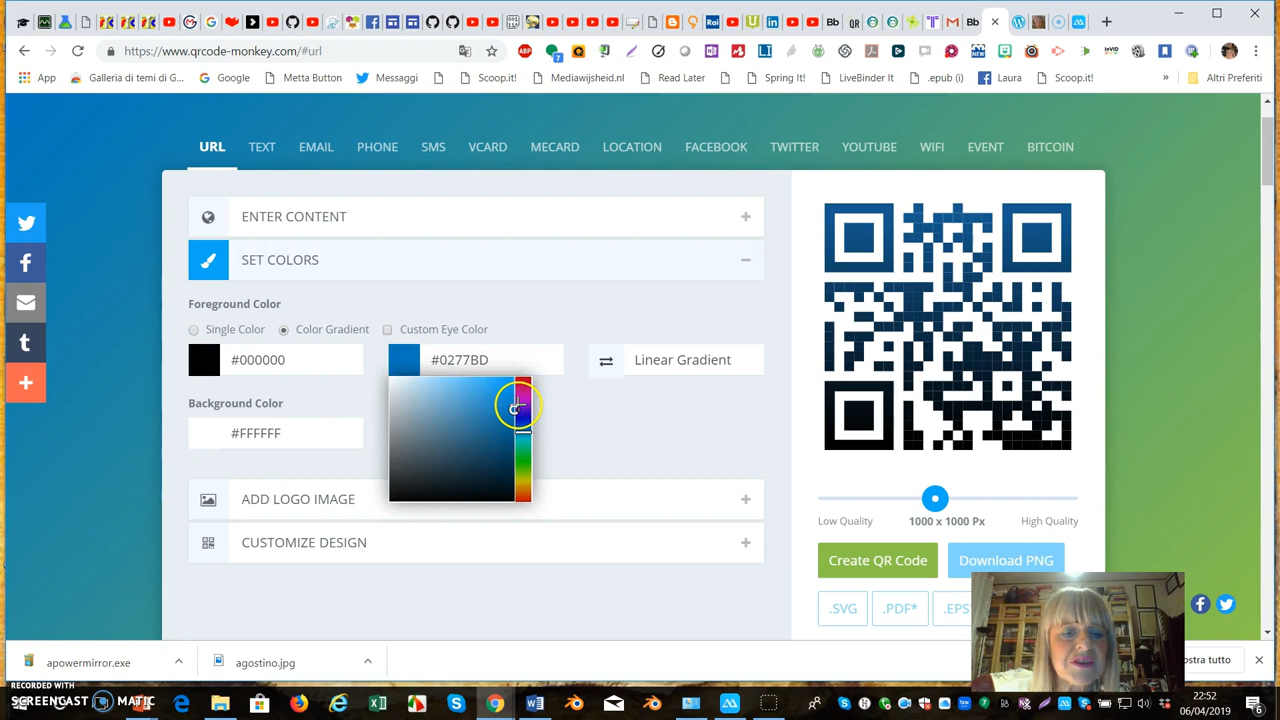 https://www.qrcode-monkey.com/#url
App
Galleria di temi di G...
Google
Metta Button
Messaggi
Scoop.it!
Mediawijsheid.nl
Read Later
Spring It!
LiveBinder It
.epub (i)
Laura
Scoop.it!
»
Altri Preferiti
URL
TEXT
EMAIL
PHONE
SMS
VCARD
MECARD
LOCATION
FACEBOOK
TWITTER
YOUTUBE
WIFI
EVENT
BITCOIN
ENTER CONTENT
SET COLORS
Foreground Color
Single Color
Color Gradient
Custom Eye Color
#000000
#0277BD
Linear Gradient
Background Color
#FFFFFF
ADD LOGO IMAGE
CUSTOMIZE DESIGN
Low Quality
1000 x 1000 Px
High Quality
Create QR Code
Download PNG
.SVG
.PDF*
.EPS
apowermirror.exe
agostino.jpg
ostra tutto
RECORDED WITH
SCREENCAST MATIC
22:52
06/04/2019
6